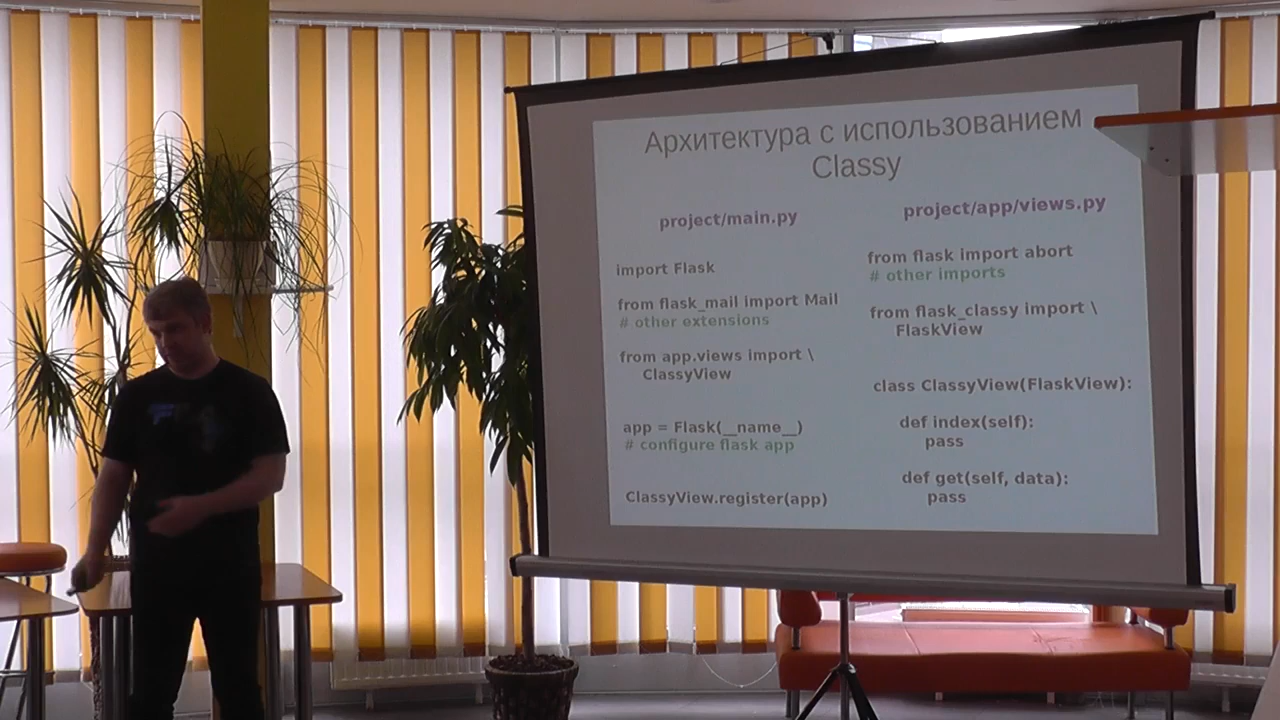 Архитектура с использованием
Classy
project/main.py
import Flask
from flask_mail import Mail
# other extensions
from app.views import \
ClassyView
app = Flask(__name__)
# configure flask app
ClassyView.register(app)
project/app/views.py
from flask import abort
# other imports
from flask_classy import \
FlaskView
class ClassyView(FlaskView):
def index(self):
pass
def get(self, data):
pass